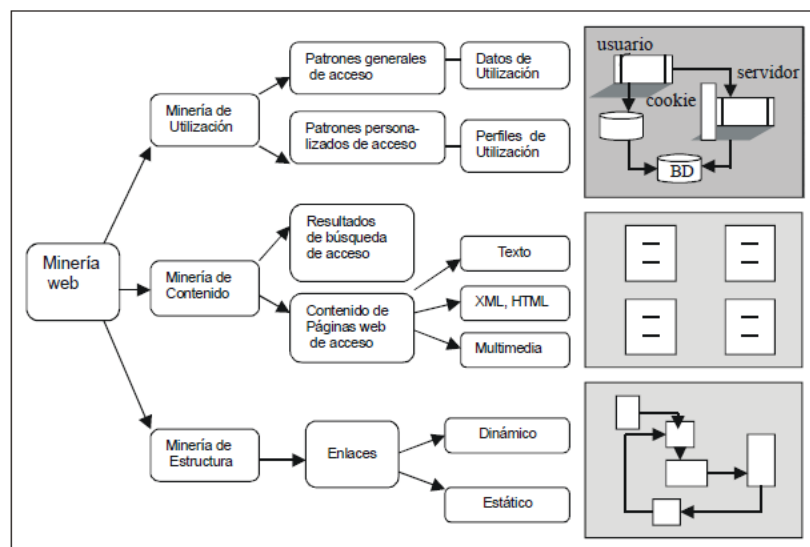 Patrones generales
de acceso
Datos de
Utilización
Minería de
Utilización
Patrones persona-
lizados de acceso
Perfiles de
Utilización
usuario
servidor
cookie
BD
Minería
web
Minería de
Contenido
Resultados
de búsqueda
de acceso
Contenido de
Páginas web
de acceso
Texto
XML, HTML
Multimedia
Minería de
Estructura
Enlaces
Dinámico
Estático